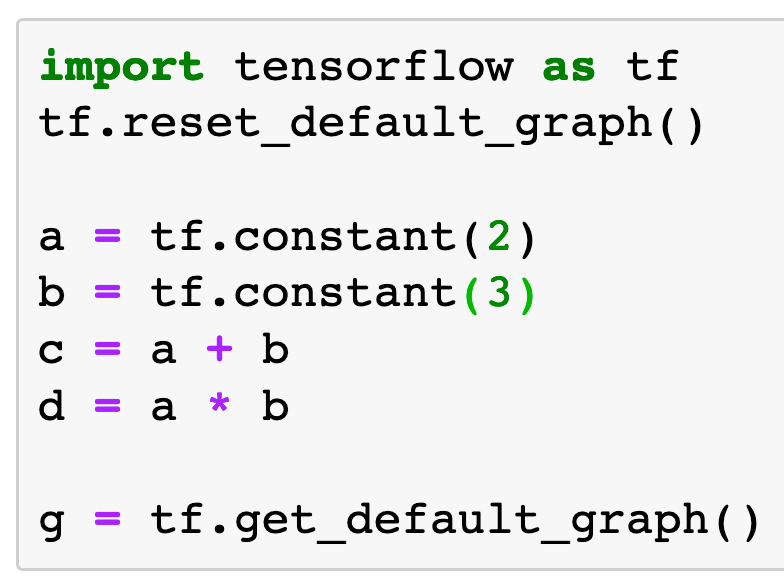 import tensorflow as tf
tf.reset_default_graph()
a = tf.constant(2)
b = tf.constant(3)
c = a + b
d = a * b
g = tf.get_default_graph()